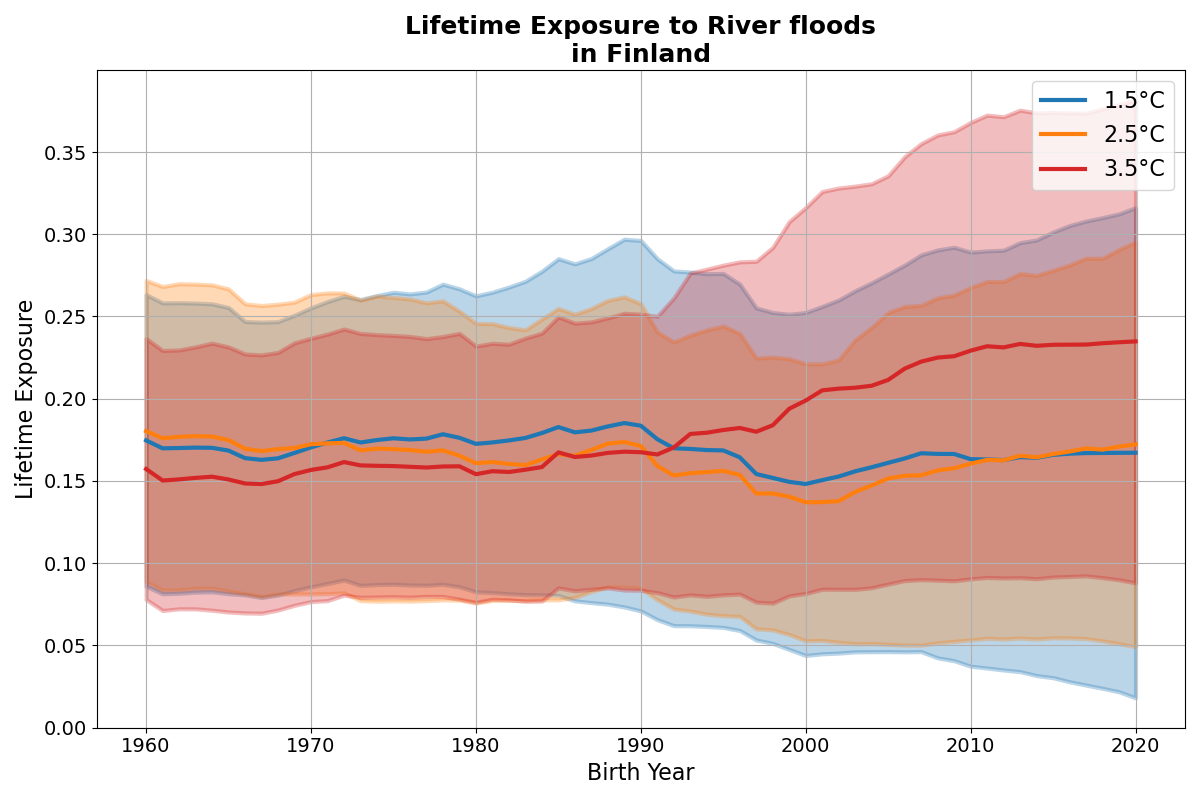 Lifetime Exposure to River floods
in Finland
1.5°C
2.5°C
3.5°C
Lifetime Exposure
0.35
0.30
0.25
0.20
0.15
0.10
0.05
0.00
1960
1970
1980
1990
2000
2010
2020
Birth Year